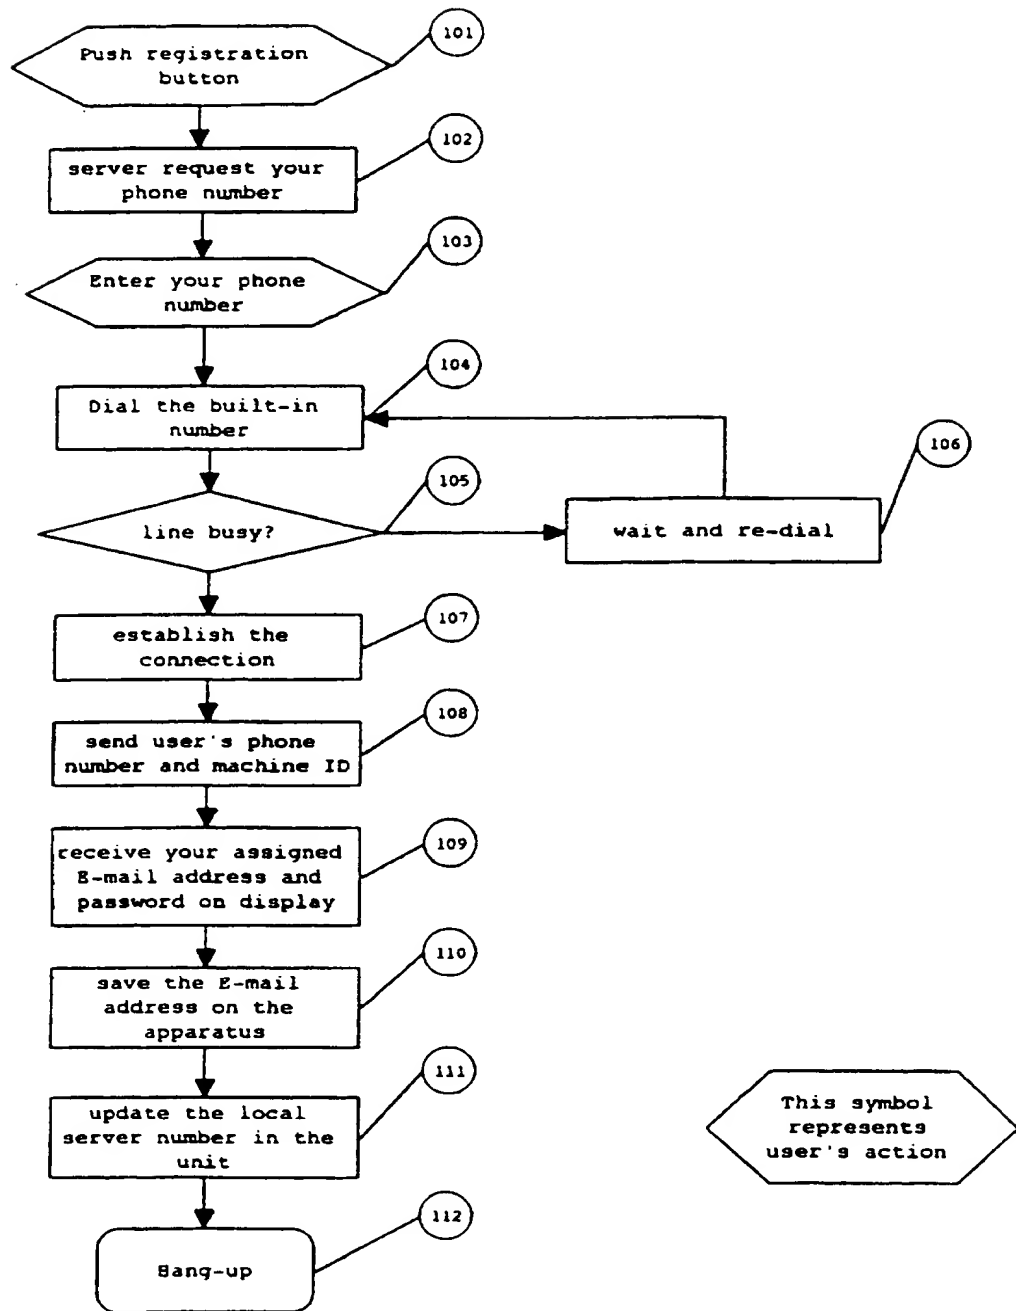 Push registration
button
101
server request your
phone number
102
Enter your phone
number
103
Dial the built-in
number
104
line busy?
105
wait and re-dial
106
establish the
connection
107
send user's phone
number and machine ID
108
receive your assigned
E-mail address and
password on display
109
save the E-mail
address on the
apparatus
110
update the local
server number in the
unit
111
Hang-up
112
This symbol
represents
user's action